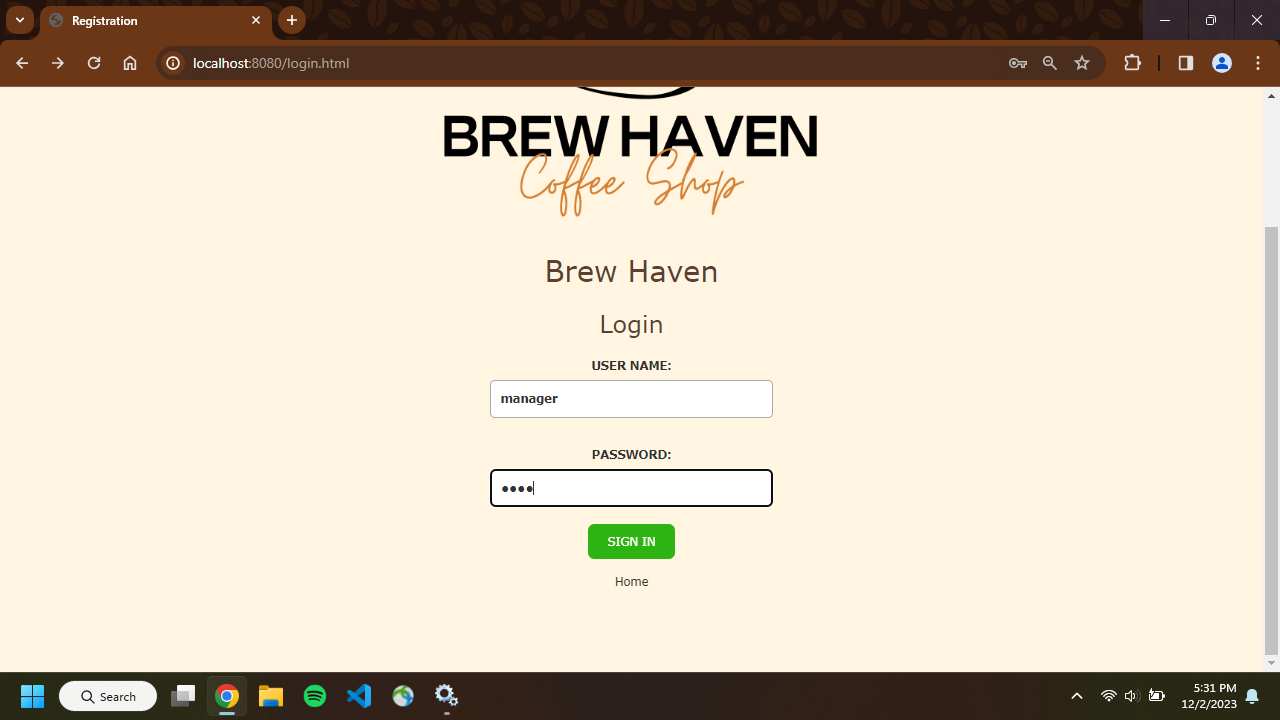 Registration
localhost:8080/login.html
BREW HAVEN
Coffee Shop
Brew Haven
Login
USER NAME:
manager
PASSWORD:
SIGN IN
Home
Search
5:31 PM
12/2/2023